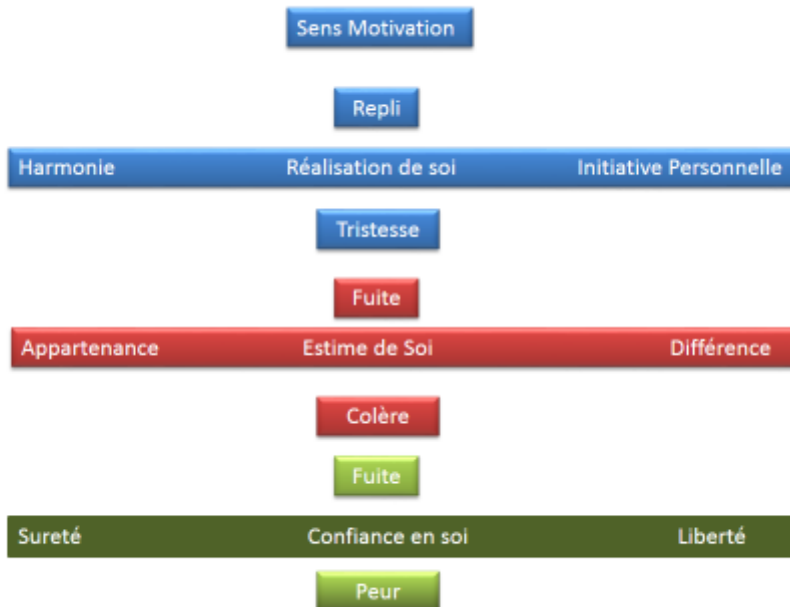 Sens Motivation
Repli
Harmonie Réalisation de soi Initiative Personnelle
Tristesse
Fuite
Appartenance Estime de Soi Différence
Colère
Fuite
Sureté Confiance en soi Liberté
Peur